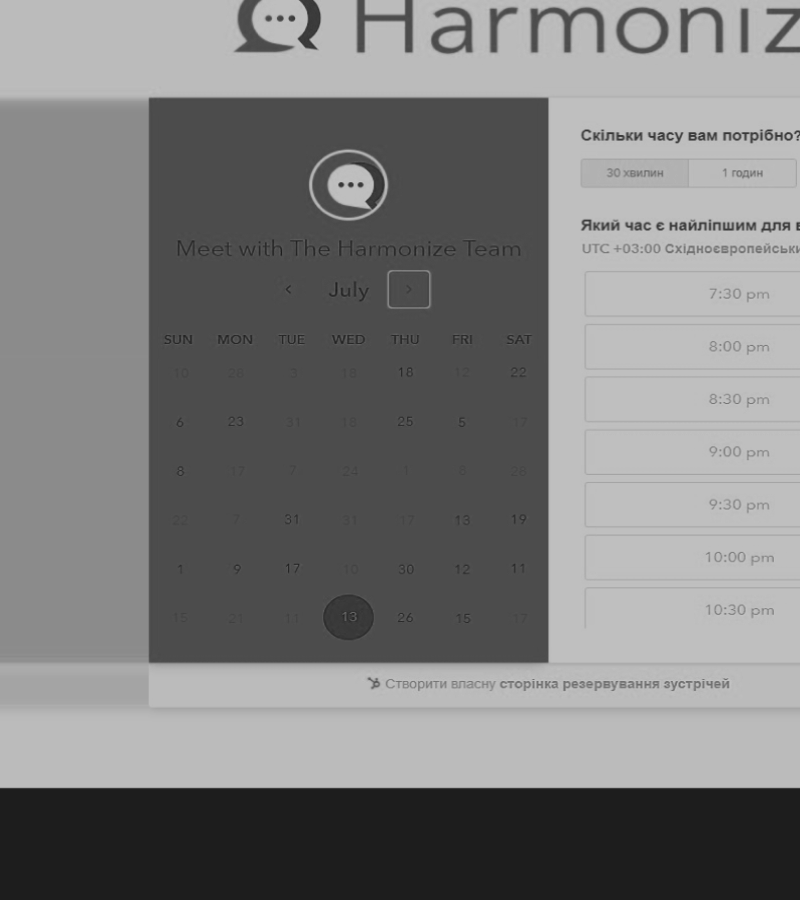 Harmoniz
Meet with The Harmonize Team
July
SUN MON TUE WED THU FRI SAT
10 26 3 18 18 12 22
6 23 31 18 25 5 17
8 17 7 24 1 6 26
22 7 31 31 17 13 19
1 9 17 10 30 12 11
15 21 11 13 26 15 17
Скільки часу вам потрібно?
30 хвилин 1 годин
Який час є найліпшим для
UTC +03:00 Східноєвропейськи
7:30 pm
8:00 pm
8:30 pm
9:00 pm
9:30 pm
10:00 pm
10:30 pm
Створити власну сторінка резервування зустрічей